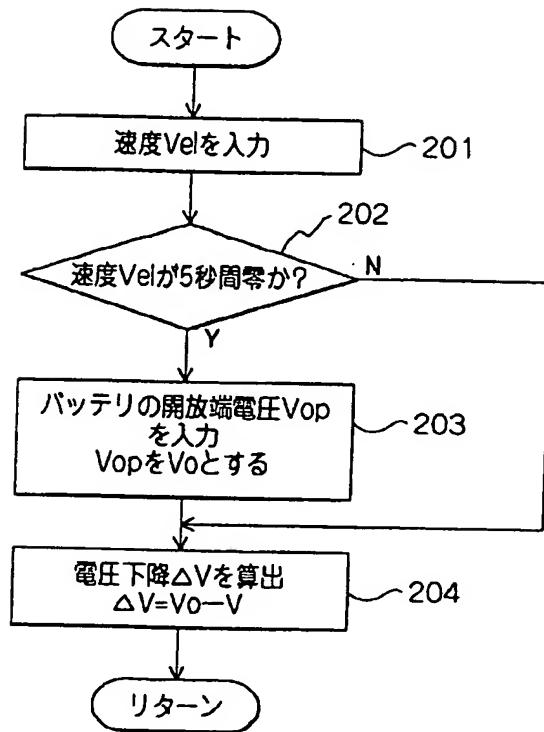 スタート
速度Velを入力
201
202
速度Velが5秒間零か?
N
Y
バッテリの開放端電圧Vop
を入力
VopをVoとする
203
電圧下降△Vを算出
△V=Vo−V
204
リターン